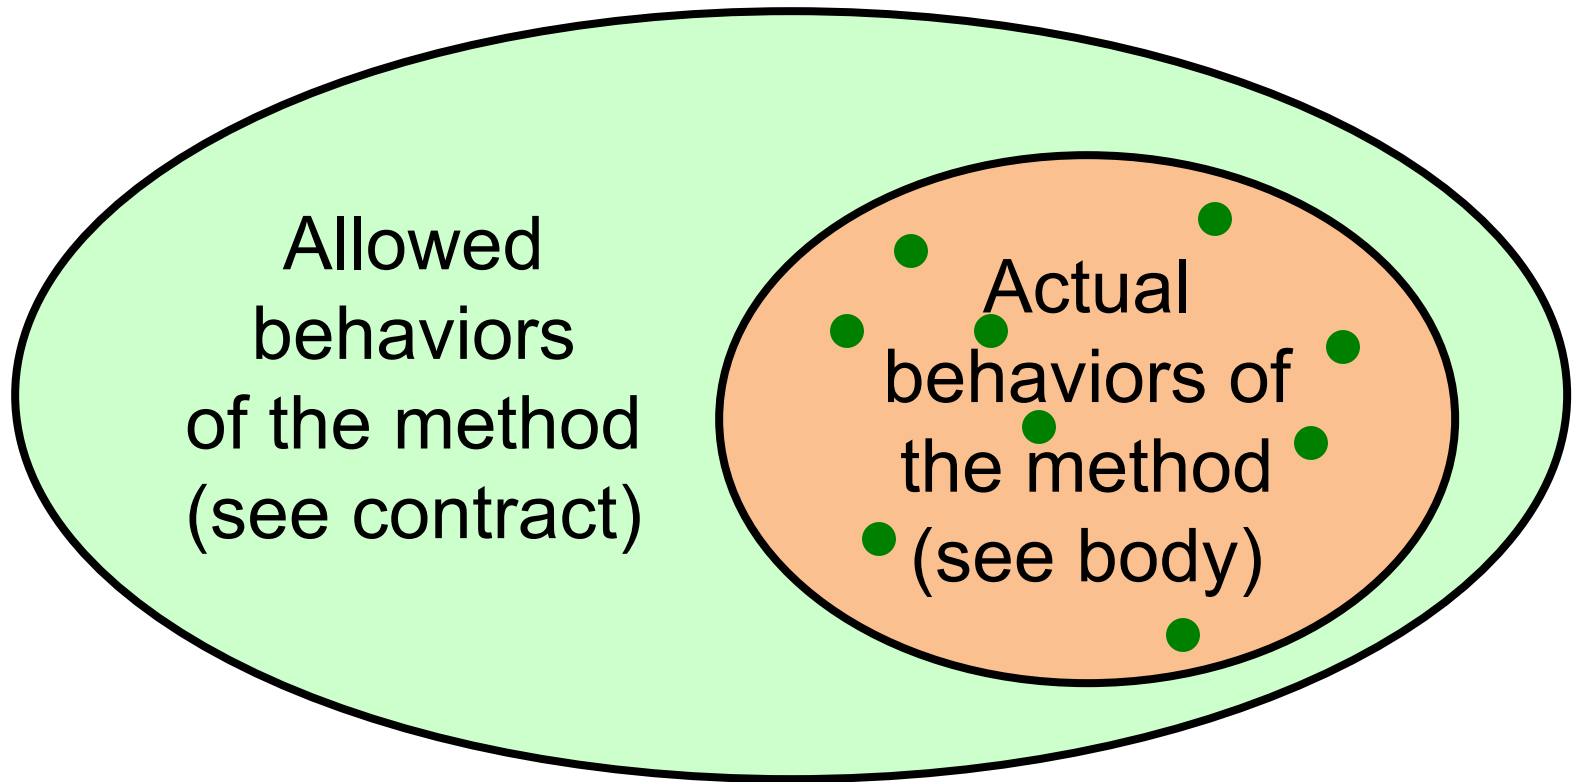 Allowed
behaviors
of the method
(see contract)
Actual
behaviors of
the method
(see body)